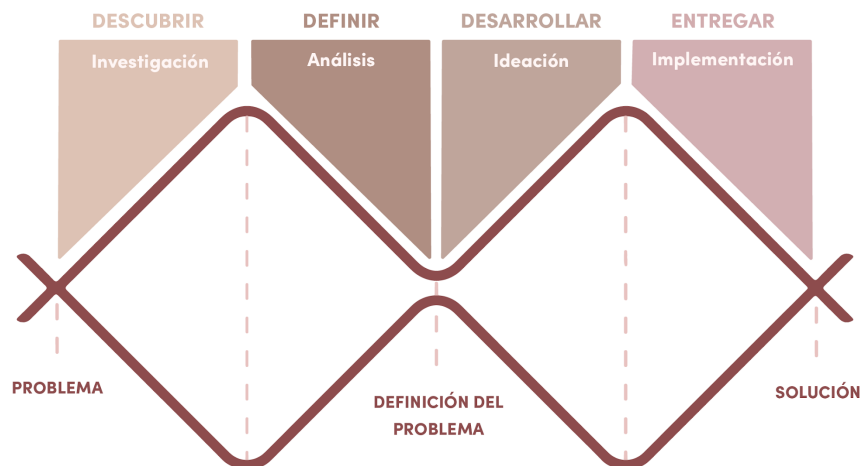 DESCUBRIR
DEFINIR
DESARROLLAR
ENTREGAR
Investigación
Análisis
Ideación
Implementación
PROBLEMA
DEFINICIÓN DEL
PROBLEMA
SOLUCIÓN